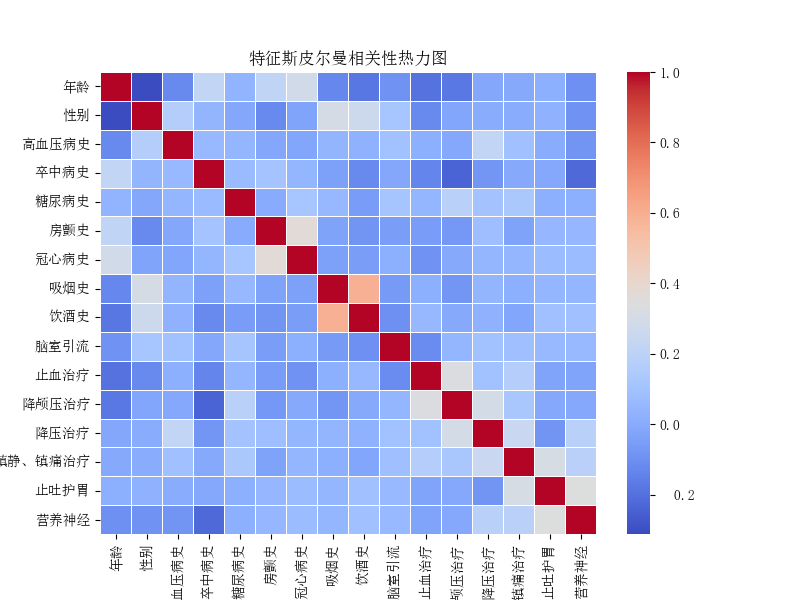 特征斯皮尔曼相关性热力图
年龄
性别
高血压病史
卒中病史
糖尿病史
房颤史
冠心病史
吸烟史
饮酒史
脑室引流
止血治疗
降颅压治疗
降压治疗
镇静、镇痛治疗
止吐护胃
营养神经
年龄
性别
血压病史
卒中病史
糖尿病史
房颤史
冠心病史
吸烟史
饮酒史
脑室引流
止血治疗
颅压治疗
降压治疗
镇痛治疗
止吐护胃
营养神经
1.0
0.8
0.6
0.4
0.2
0.0
0.2